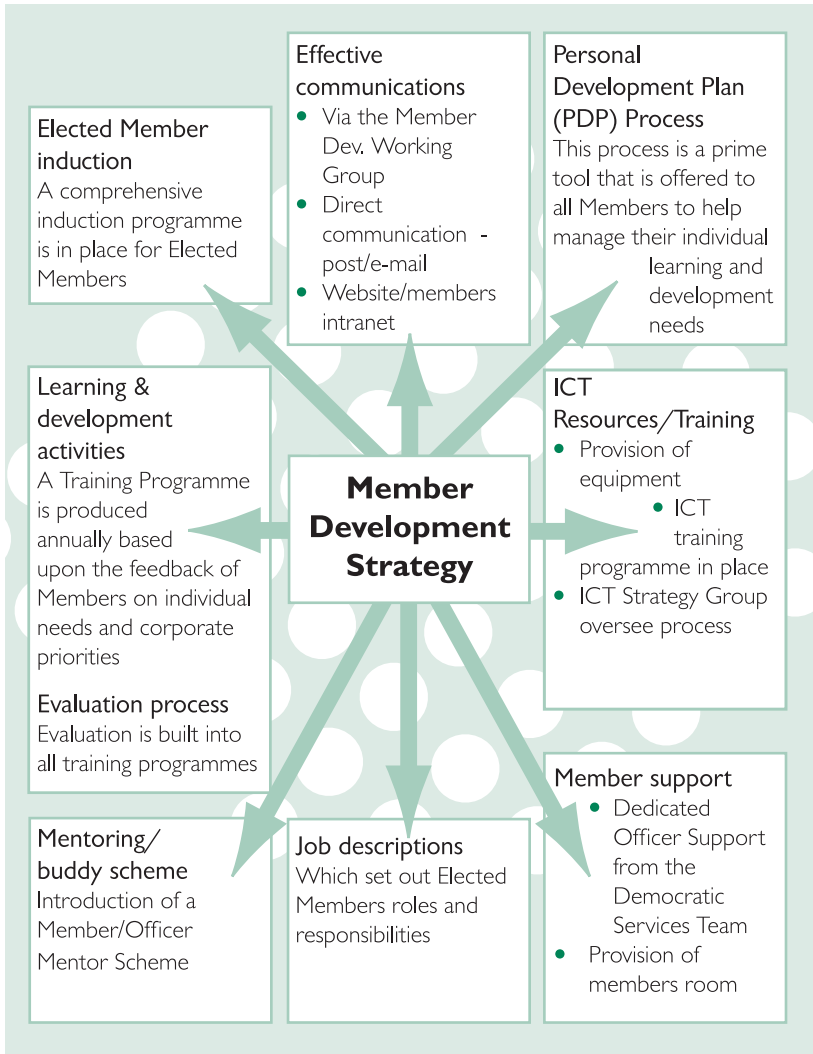 Effective
communications
• Via the Member
Dev. Working
Group
• Direct
communication -
post/e-mail
• Website/members
intranet
Personal
Development Plan
(PDP) Process
This process is a prime
tool that is offered to
all Members to help
manage their individual
learning and
development
needs
Elected Member
induction
A comprehensive
induction programme
is in place for Elected
Members
Learning &
development
activities
A Training Programme
is produced
annually based
upon the feedback of
Members on individual
needs and corporate
priorities
Evaluation process
Evaluation is built into
all training programmes
Member
Development
Strategy
ICT
Resources/Training
• Provision of
equipment
• ICT
training
programme in place
• ICT Strategy Group
oversee process
Mentoring/
buddy scheme
Introduction of a
Member/Officer
Mentor Scheme
Job descriptions
Which set out Elected
Members roles and
responsibilities
Member support
• Dedicated
Officer Support
from the
Democratic
Services Team
• Provision of
members room